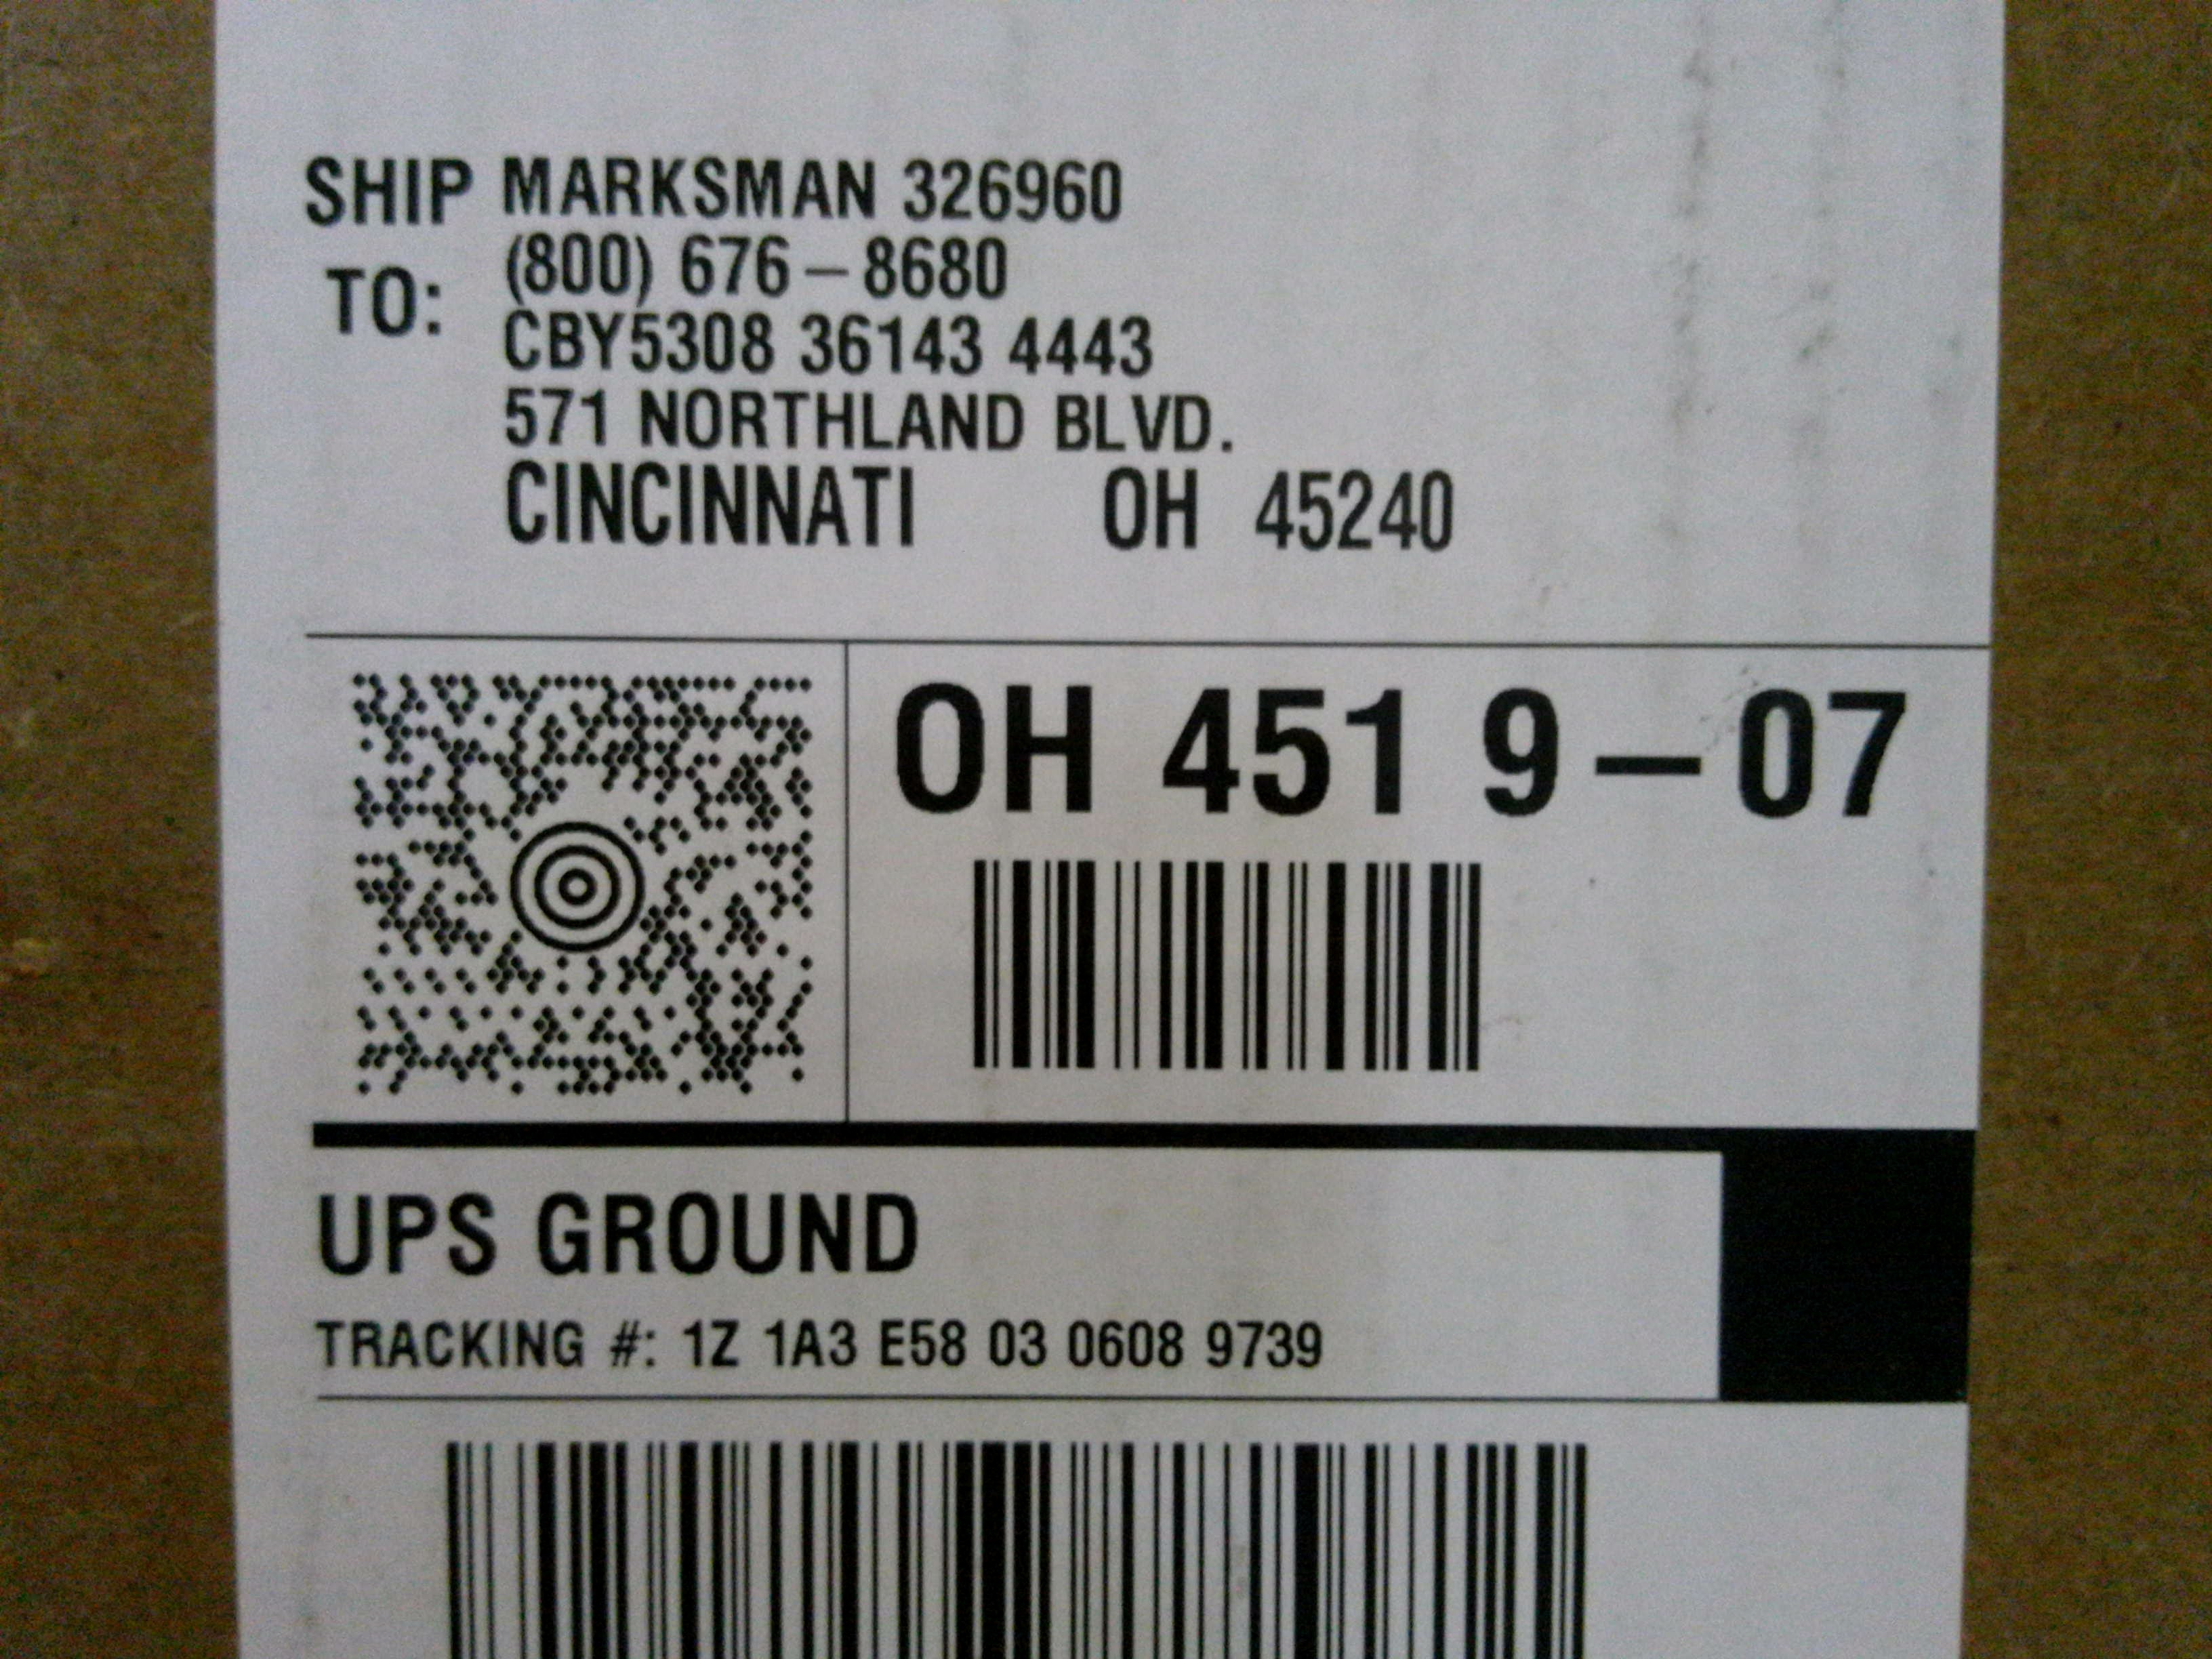 SHIP TO: MARKSMAN 326960
(800) 676-8680
CBY5308 36143 4443
571 NORTHLAND BLVD.
CINCINNATI OH 45240
OH 451 9-07
UPS GROUND
TRACKING #: 1Z 1A3 E58 03 0608 9739